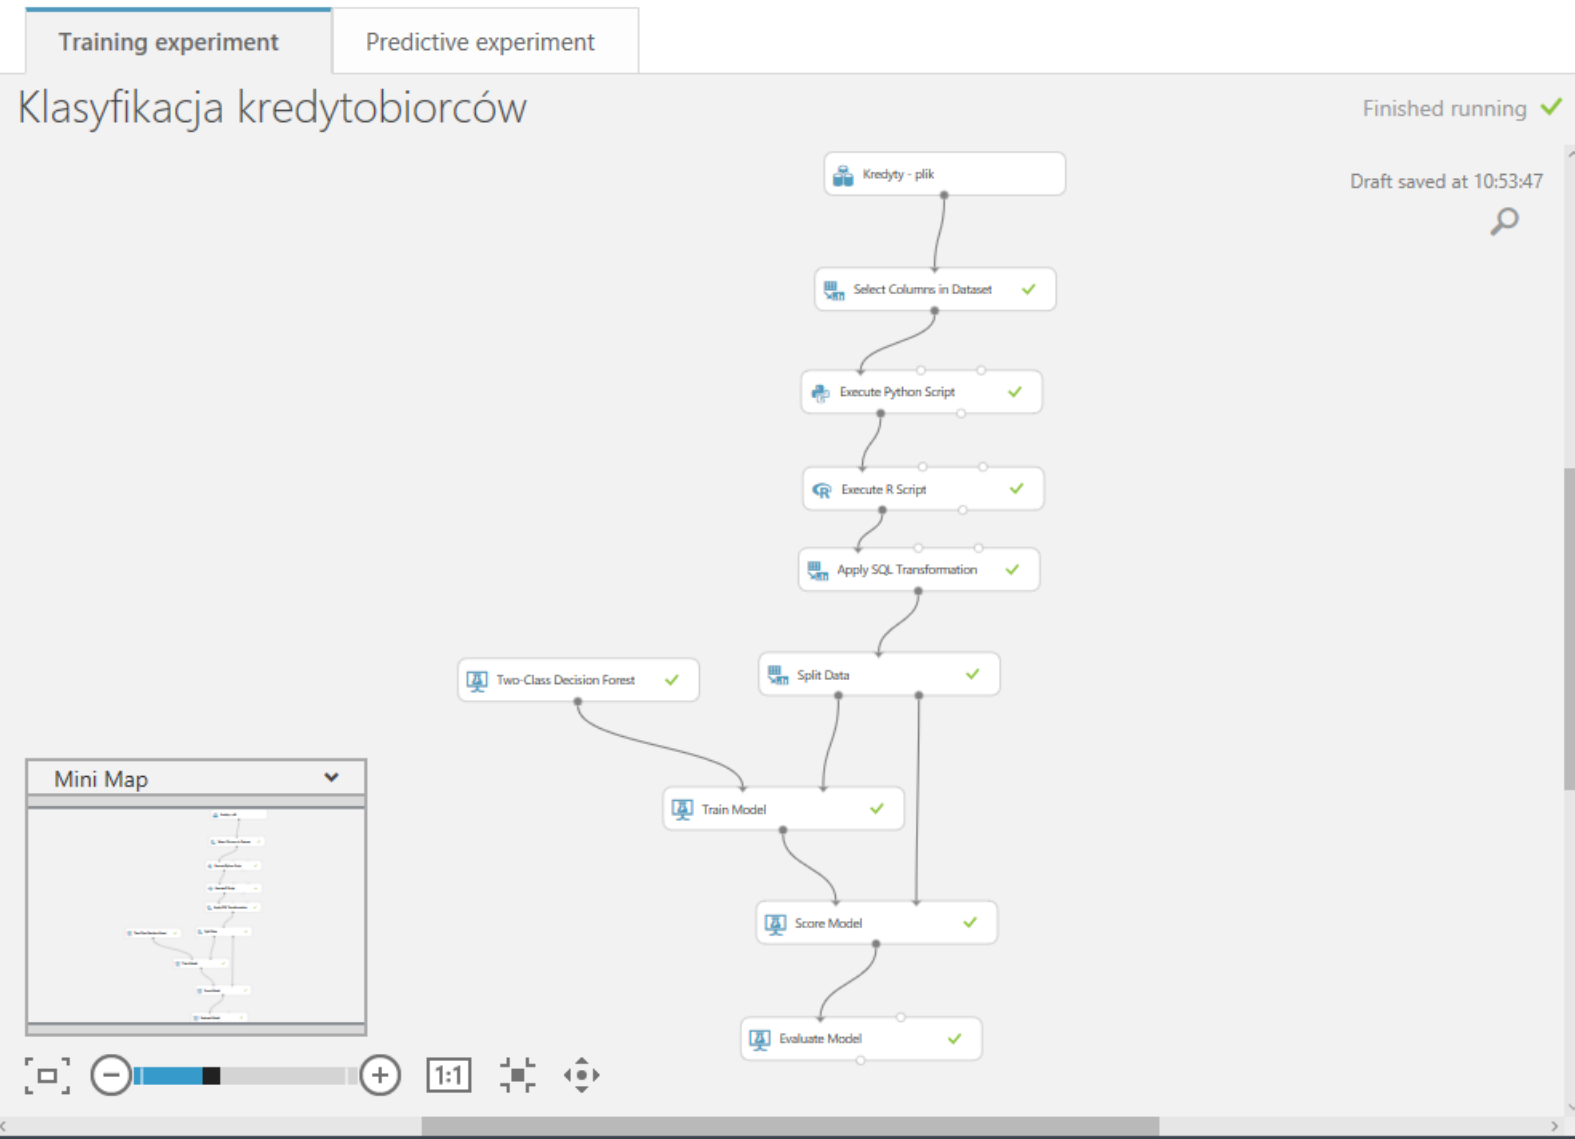 Training experiment
Predictive experiment
Klasyfikacja kredytobiorców
Finished running
Draft saved at 10:53:47
Kredyty - plik
Select Columns in Dataset
Execute Python Script
Execute R Script
Apply SQL Transformation
Two-Class Decision Forest
Split Data
Train Model
Score Model
Evaluate Model
Mini Map
1:1